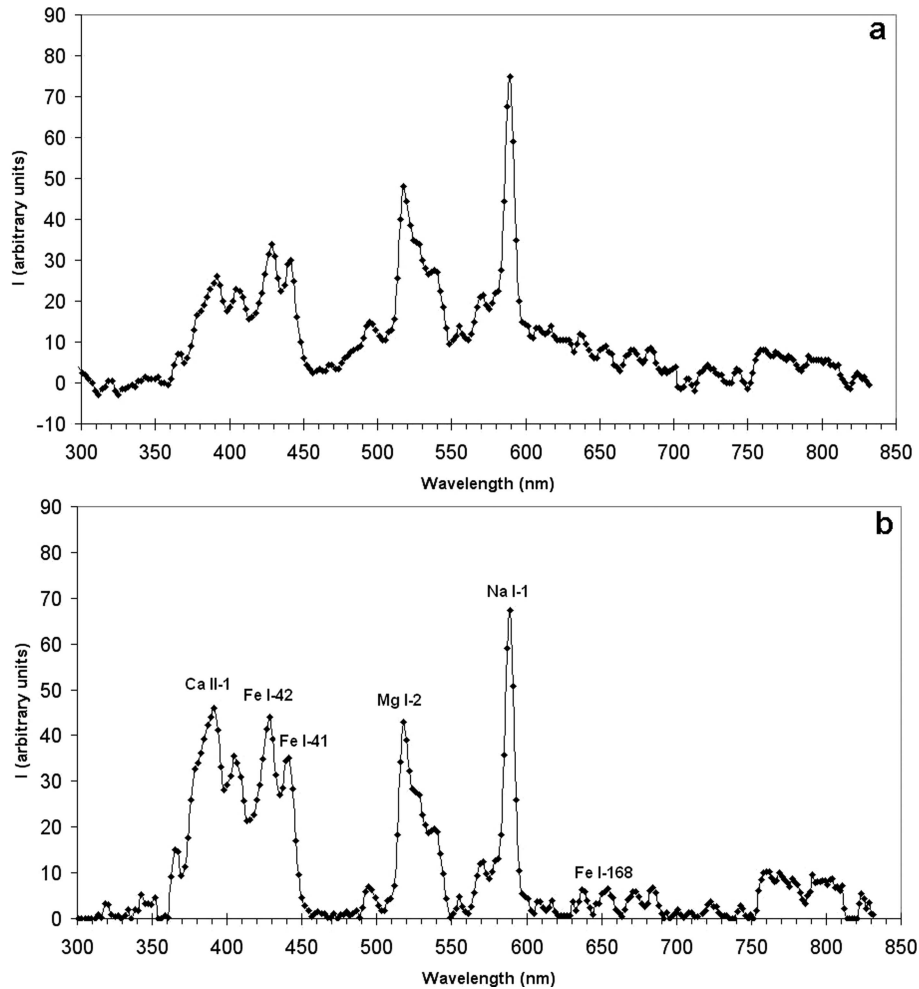 a
I (arbitrary units)
90
80
70
60
50
40
30
20
10
0
-10
300 350 400 450 500 550 600 650 700 750 800 850
Wavelength (nm)
b
I (arbitrary units)
90
80
70
60
50
40
30
20
10
0
Na I-1
Ca II-1
Fe I-42
Mg I-2
Fe I-41
Fe I-168
300 350 400 450 500 550 600 650 700 750 800 850
Wavelength (nm)